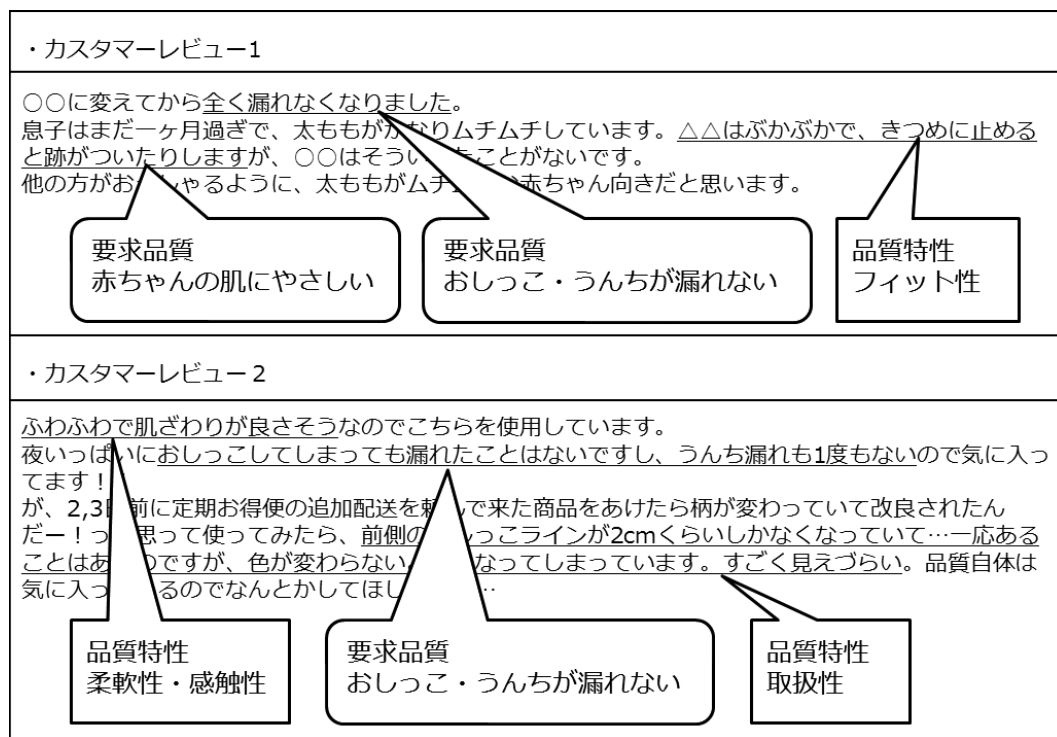 ・カスタマーレビュー1
○○に変えてから全く漏れなくなりました。
息子はまだ一ヶ月過ぎで、太ももがかなりムチムチしています。△△はぶかぶかで、きつめに止める
と跡がついたりしますが、○○はそういったことがないです。
他の方がおっしゃるように、太ももがムチムチな赤ちゃん向きだと思います。
要求品質
赤ちゃんの肌にやさしい
要求品質
おしっこ・うんちが漏れない
品質特性
フィット性
・カスタマーレビュー2
ふわふわで肌ざわりが良さそうなのでこちらを使用しています。
夜いっぱいにおしっこしてしまっても漏れたことはないですし、うんち漏れも1度もないので気に入っ
てます!
が、2,3日前に定期お得便の追加配送を頼んで来た商品をあけたら柄が変わっていて改良されたん
だー!って思って使ってみたら、前側のおしっこラインが2cmくらいしかなくなっていて…一応ある
ことはあるのですが、色が変わらない なってしまっています。すごく見えづらい。品質自体は
気に入っ るのでなんとかしてほし …
品質特性
柔軟性・感触性
要求品質
おしっこ・うんちが漏れない
品質特性
取扱性